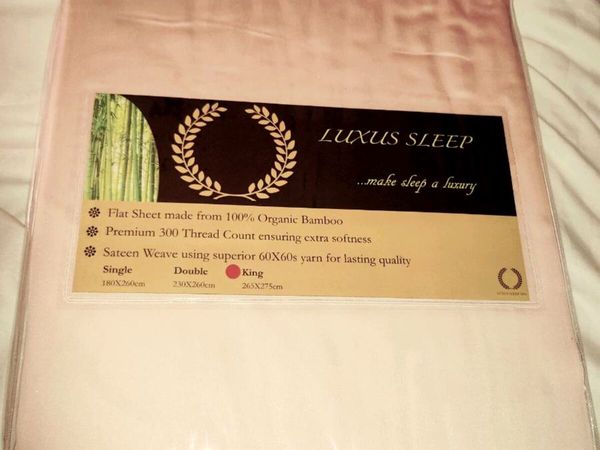 LUXUS SLEEP
...make sleep a luxury
Flat Sheet made from 100% Organic Bamboo
Premium 300 Thread Count ensuring extra softness
Sateen Weave using superior 60X60s yarn for lasting quality
Single Double King
180X260cm 230X260cm 265X275cm